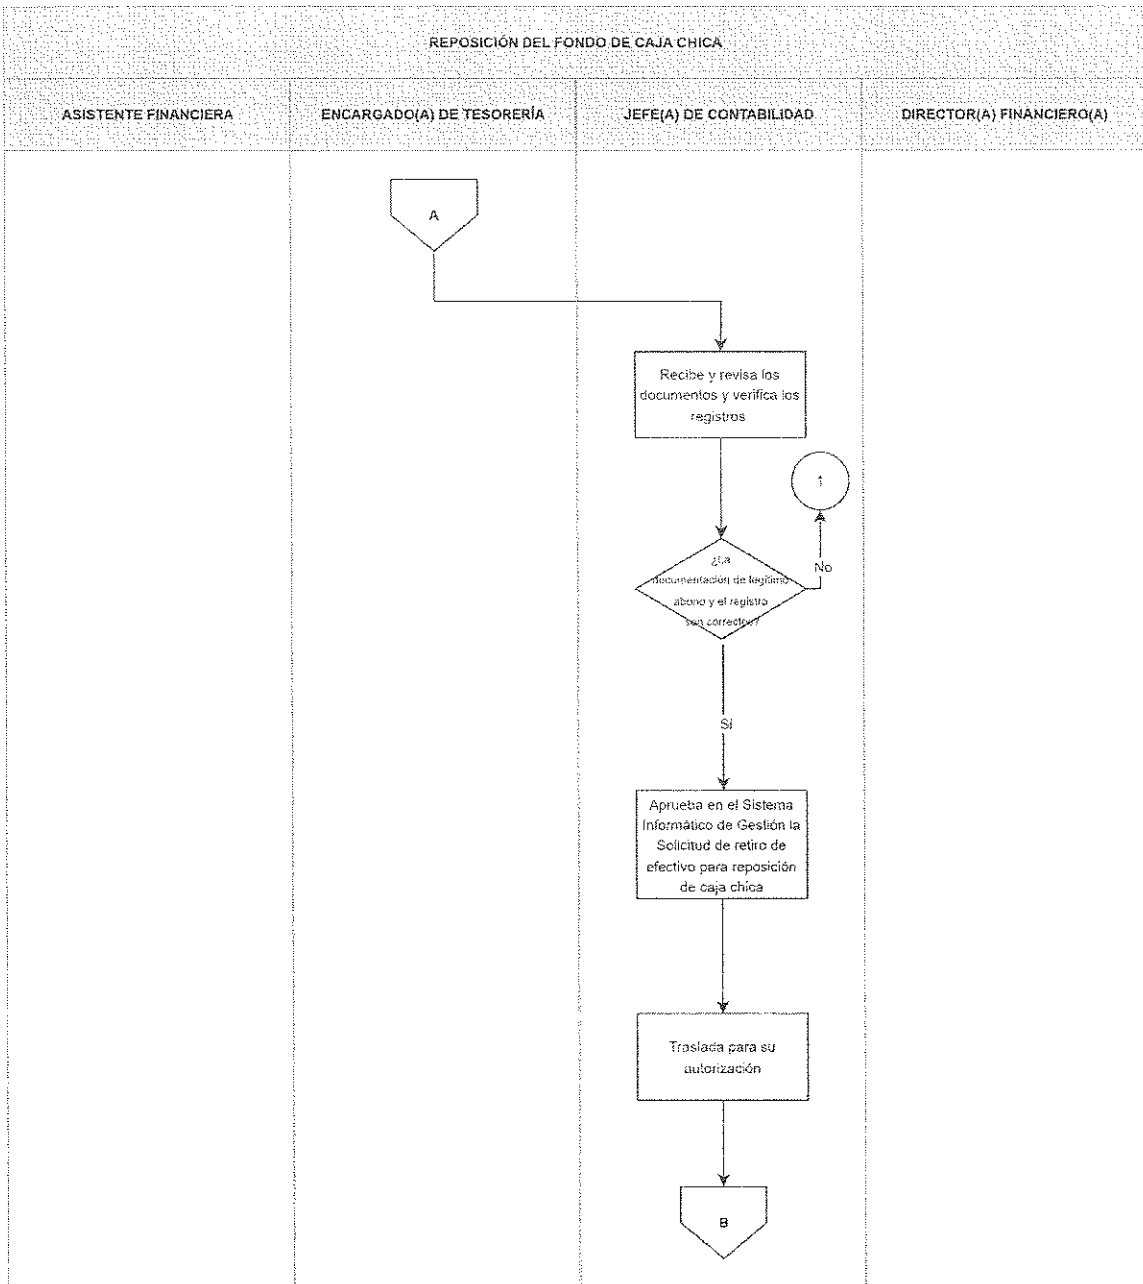 REPOSICIÓN DEL FONDO DE CAJA CHICA
ASISTENTE FINANCIERA
ENCARGADO(A) DE TESORERÍA
JEFE(A) DE CONTABILIDAD
DIRECTOR(A) FINANCIERO(A)
A
Recibe y revisa los
documentos y verifica los
registros
1
¿La
documentación de legítimo
abono y el registro
son correctos?
No
Sí
Aprueba en el Sistema
Informático de Gestión la
Solicitud de retiro de
efectivo para reposición
de caja chica
Traslada para su
autorización
B